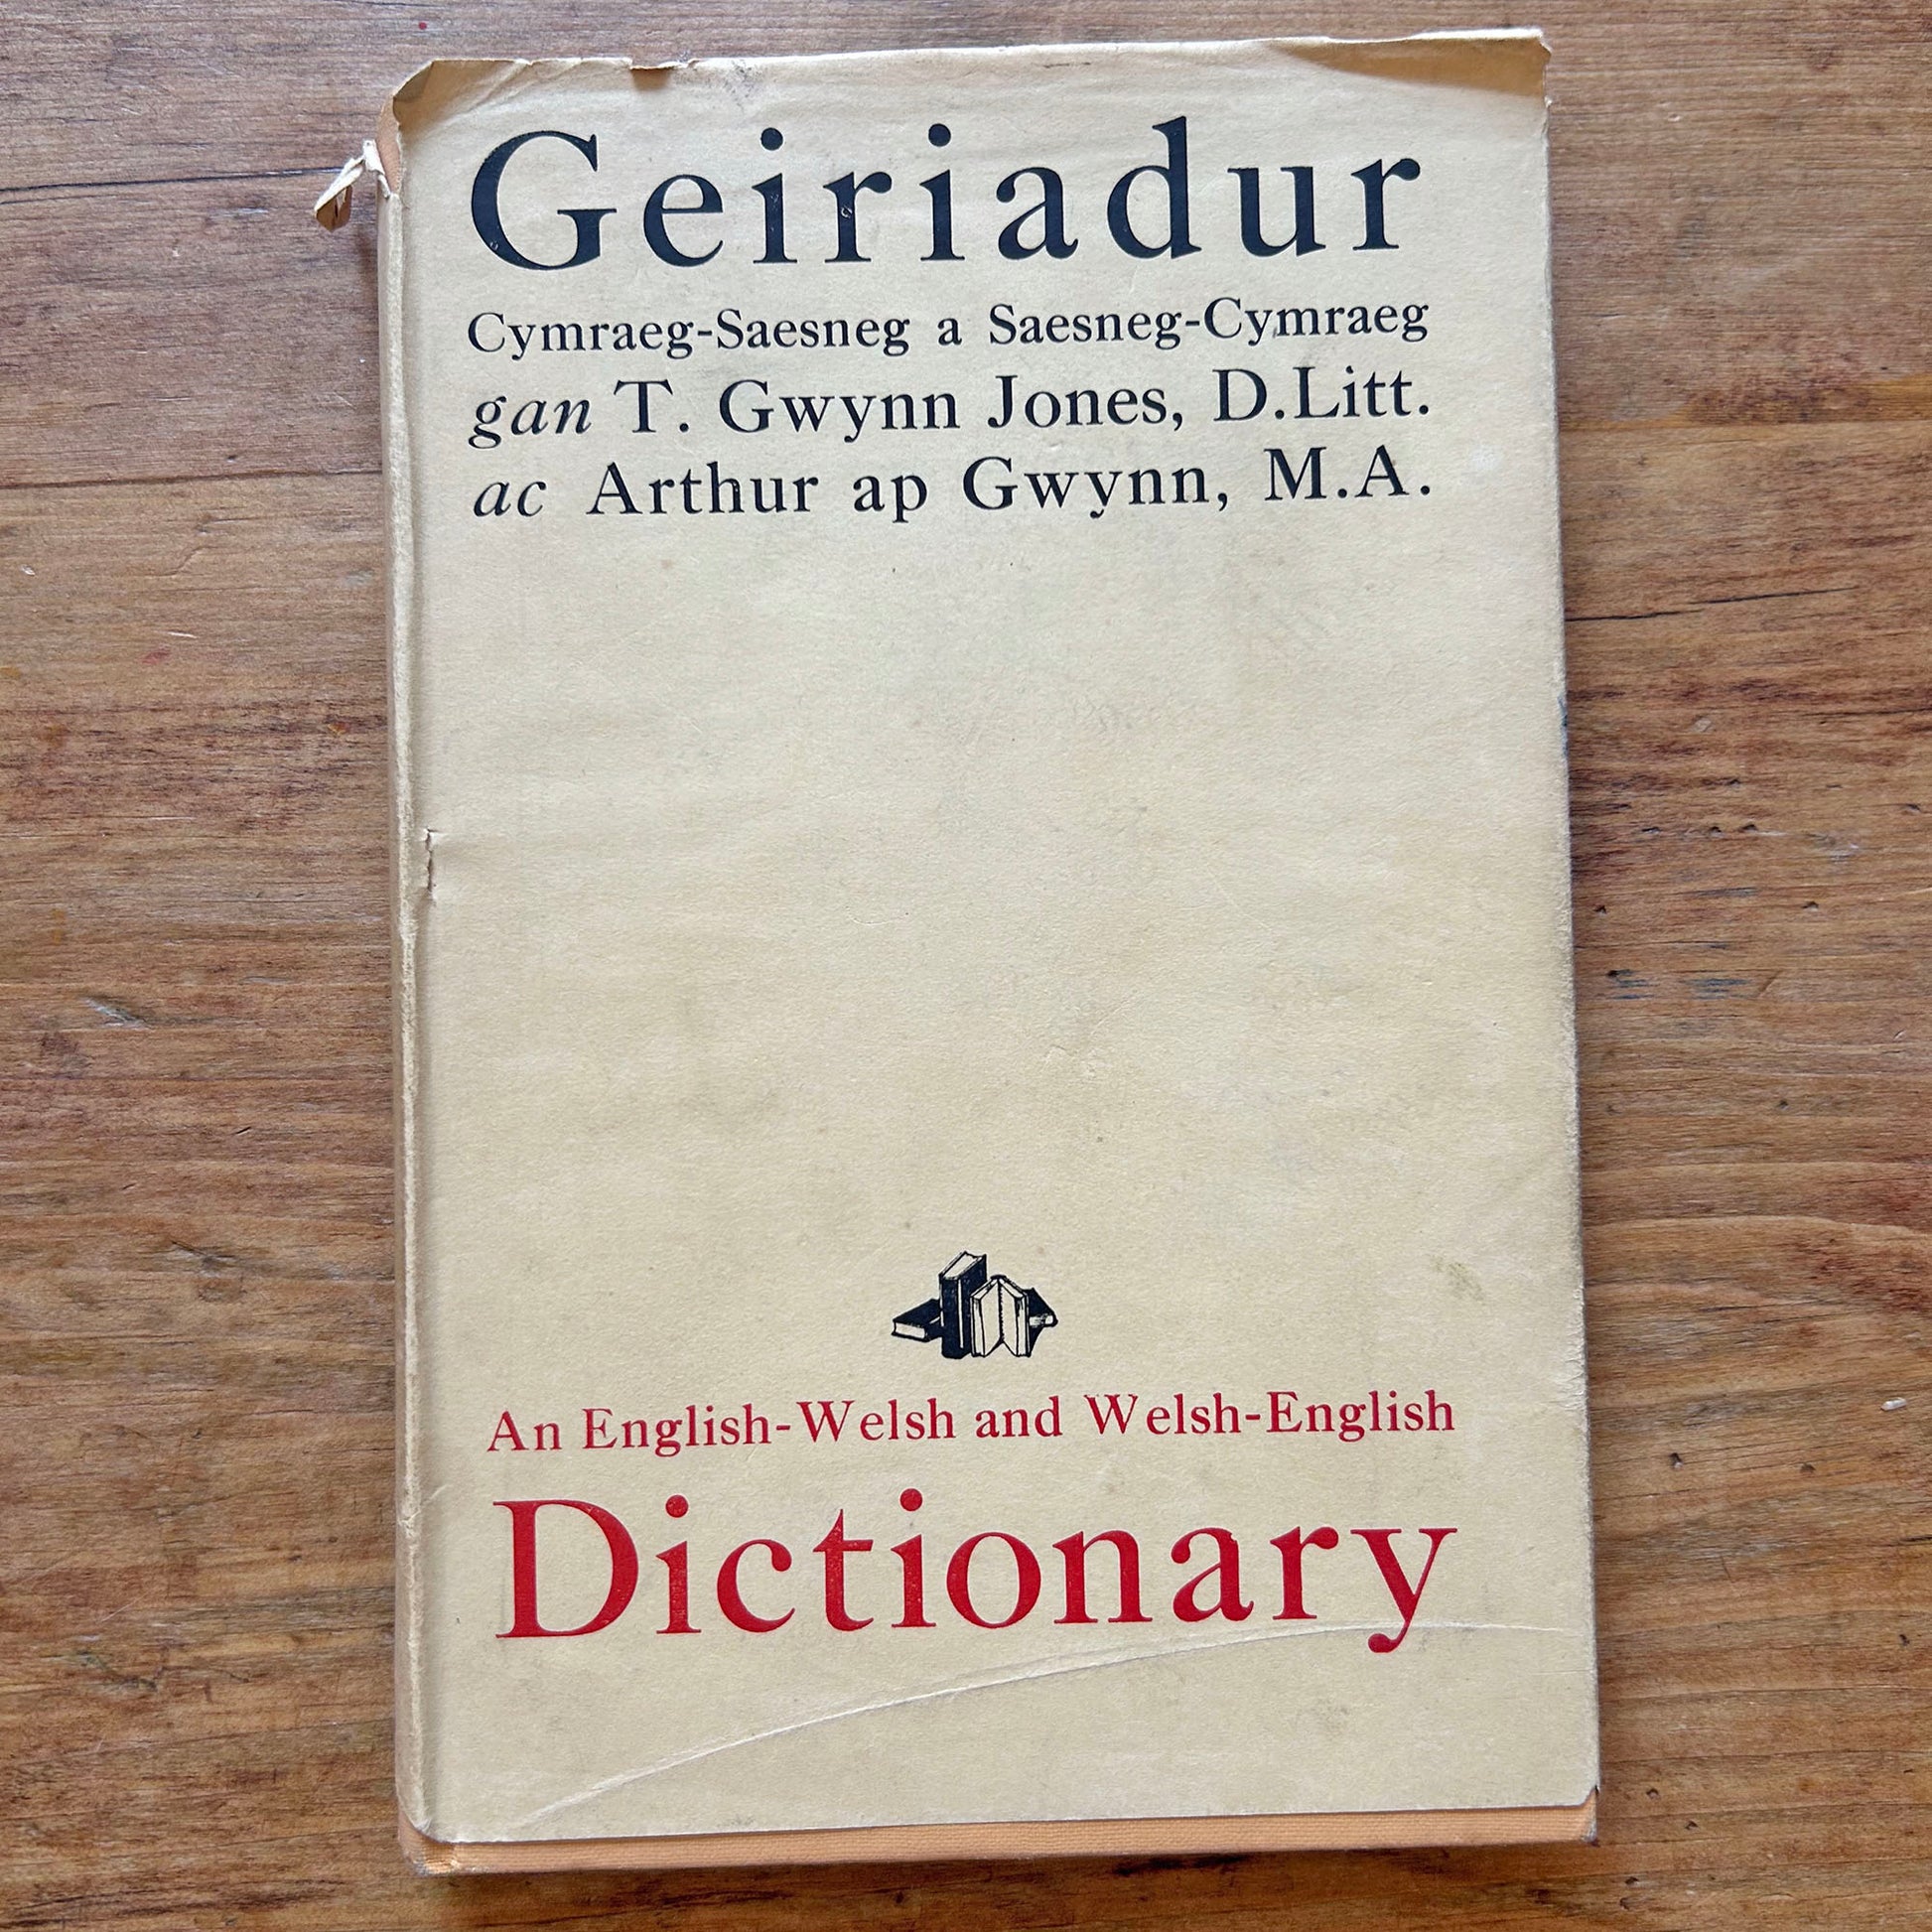 Geiriadur
Cymraeg-Saesneg a Saesneg-Cymraeg
gan T. Gwynn Jones, D.Litt.
ac Arthur ap Gwynn, M.A.
An English-Welsh and Welsh-English
Dictionary